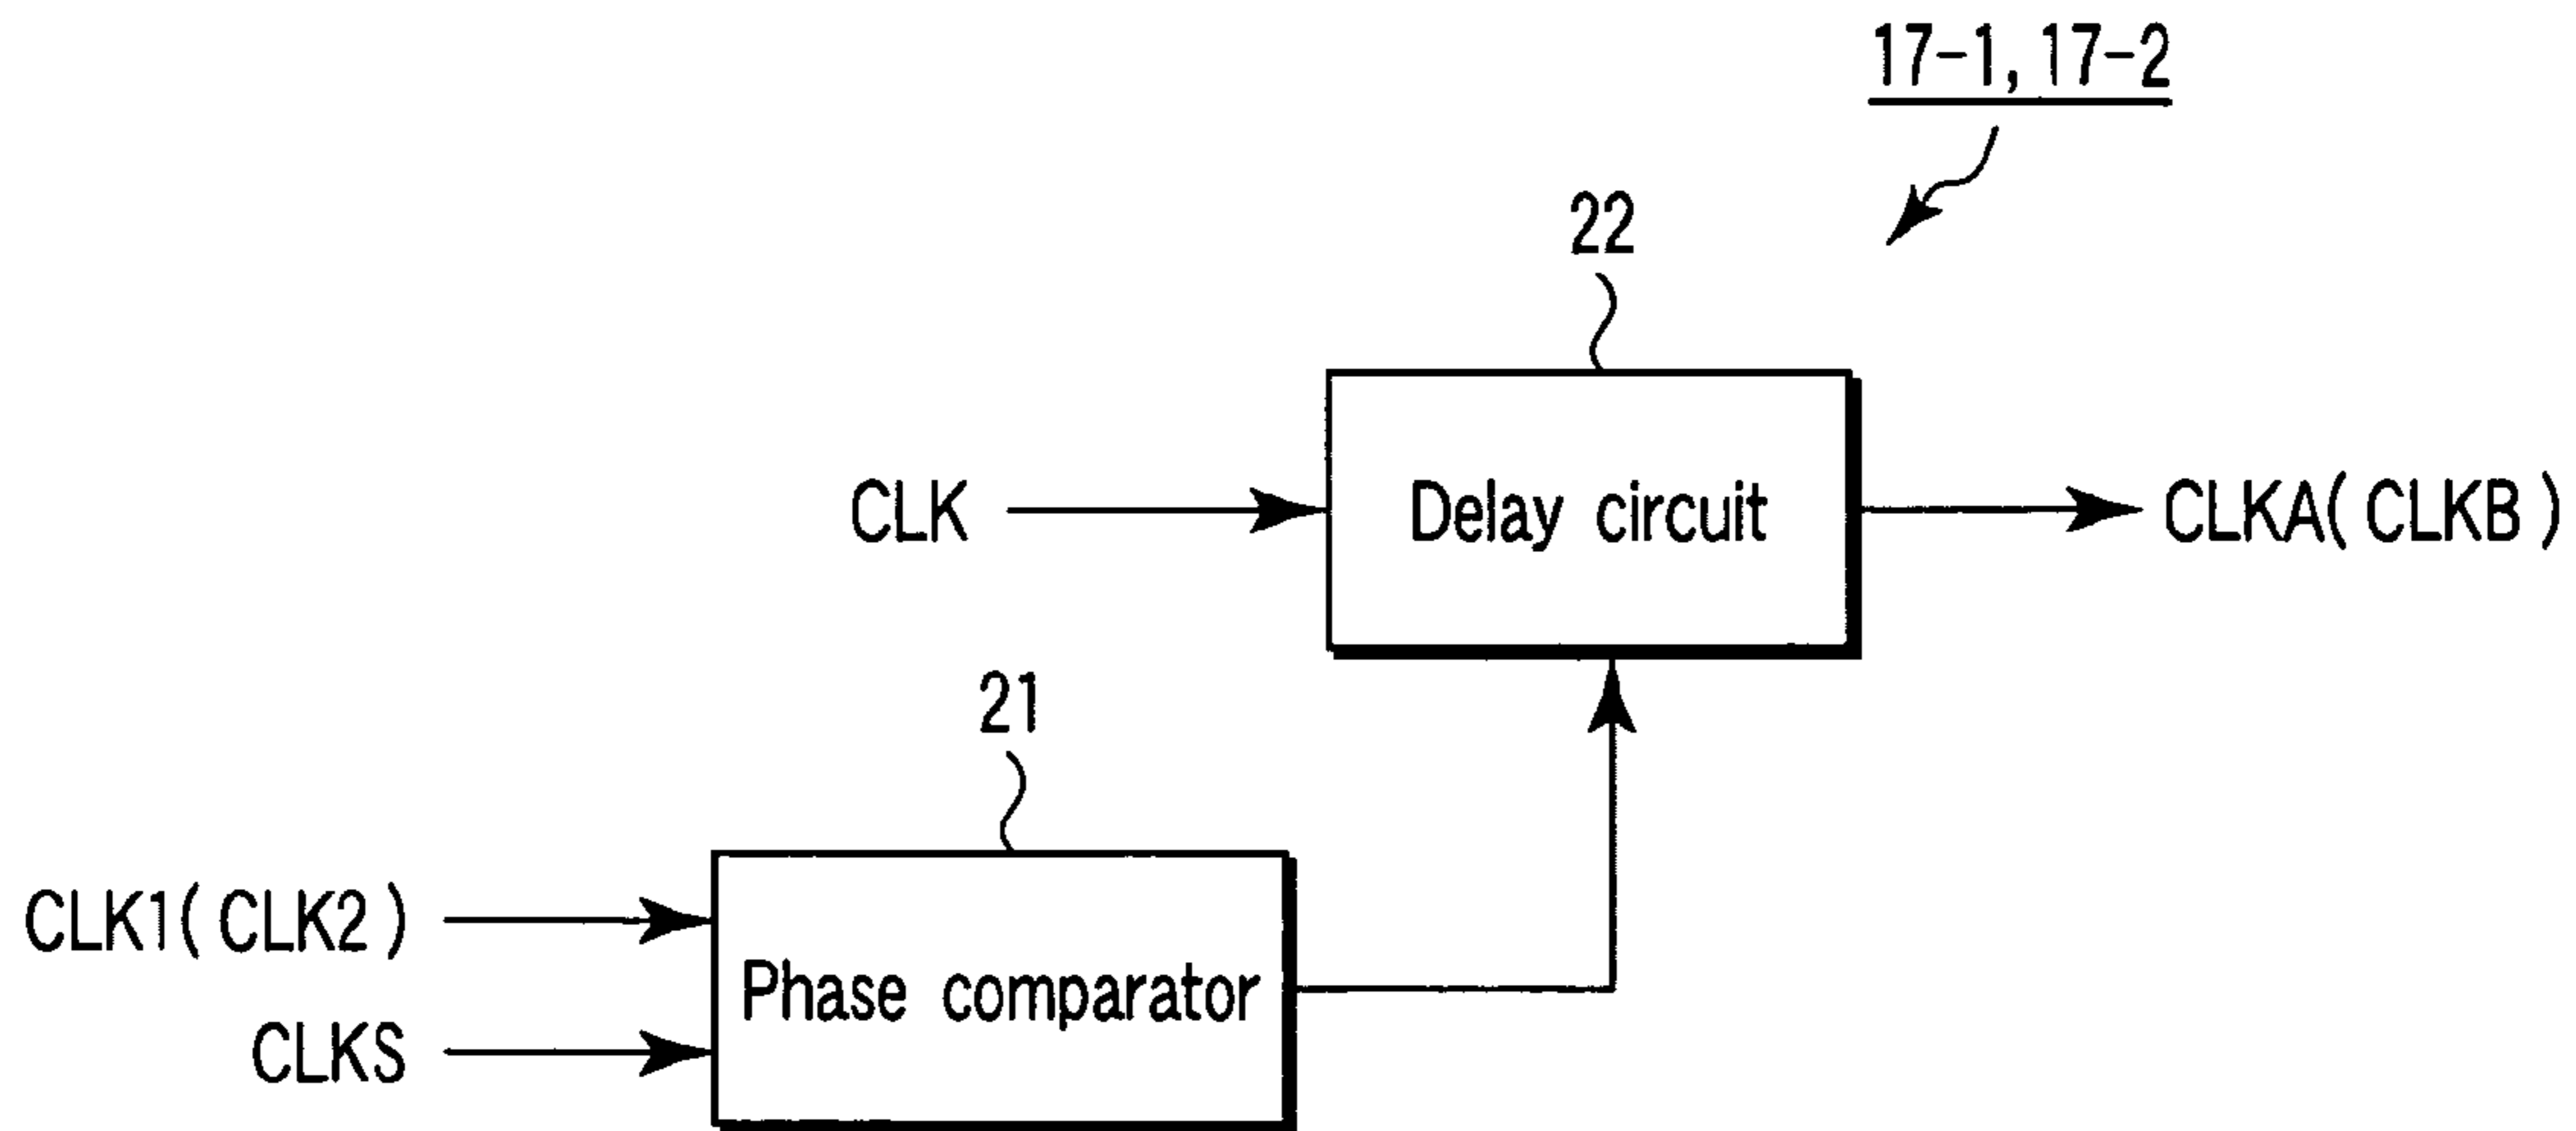 17-1, 17-2
22
CLK
Delay circuit
CLKA( CLKB )
21
CLK1( CLK2 )
Phase comparator
CLKS